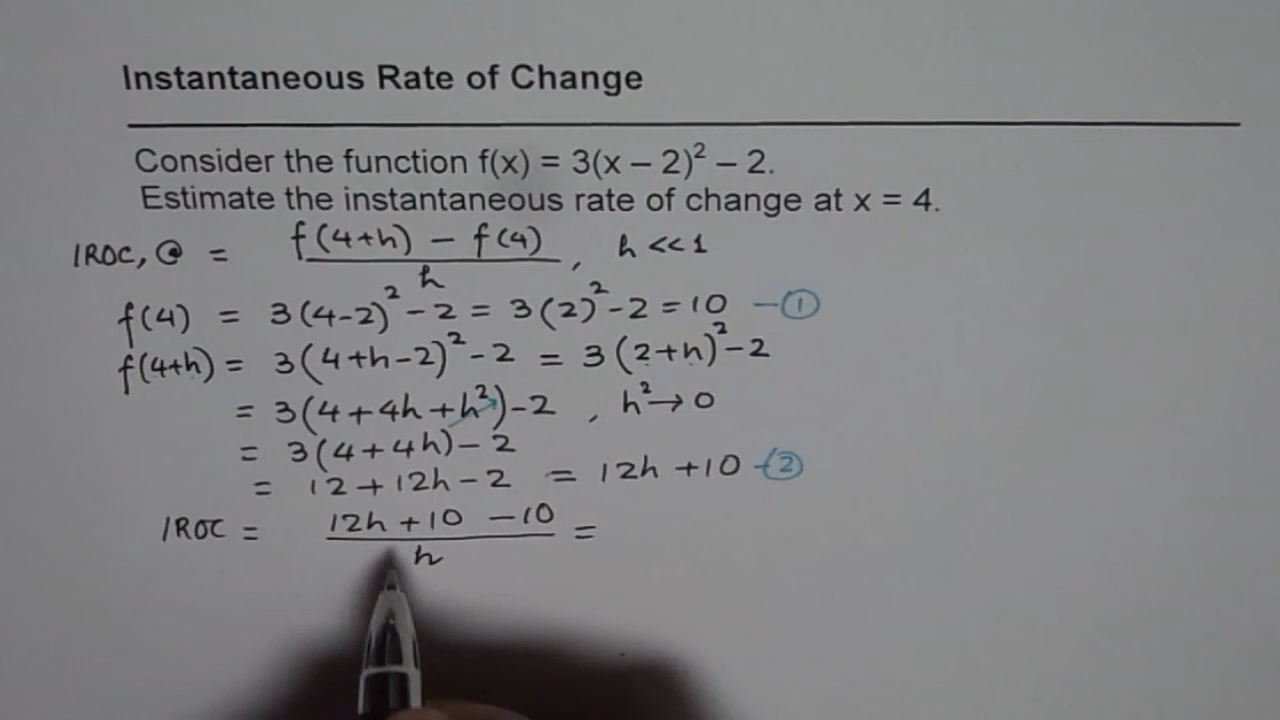 Instantaneous Rate of Change
Consider the function f(x) = 3(x – 2)² – 2.
Estimate the instantaneous rate of change at x = 4.
IROC, @ = f(4+h) - f(4) / h , h << 1
f(4) = 3(4-2)² - 2 = 3(2)² - 2 = 10 - ①
f(4+h) = 3(4+h-2)² - 2 = 3(2+h)² - 2
= 3(4+4h+h²) - 2 , h² → 0
= 3(4+4h) - 2
= 12 + 12h - 2 = 12h + 10 - ②
IROC = 12h + 10 - 10 / h =